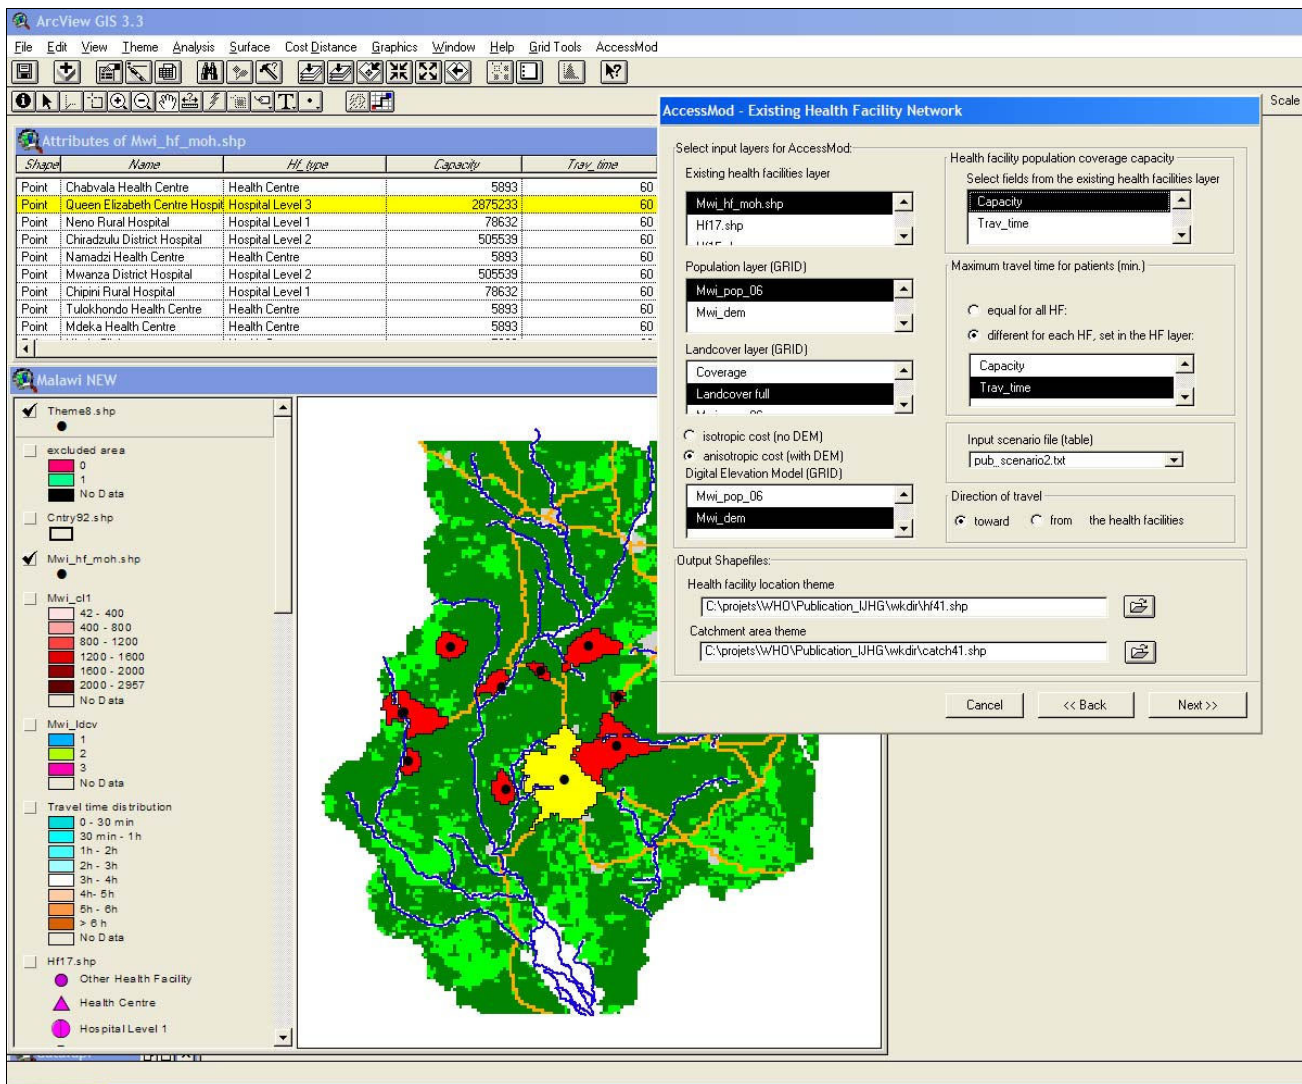 ArcView GIS 3.3
File Edit View Theme Analysis Surface Cost Distance Graphics Window Help Grid Tools AccessMod
Scale
Attributes of Mwi_hf_moh.shp
Shape Name Hf_type Capacity Trav_time
Point Chabvala Health Centre Health Centre 5893 60
Point Queen Elizabeth Centre Hospit Hospital Level 3 2875233 60
Point Neno Rural Hospital Hospital Level 1 78632 60
Point Chiradzulu District Hospital Hospital Level 2 505539 60
Point Namadzi Health Centre Health Centre 5893 60
Point Mwanza District Hospital Hospital Level 2 505539 60
Point Chipini Rural Hospital Hospital Level 1 78632 60
Point Tulokhondo Health Centre Health Centre 5893 60
Point Mdeka Health Centre Health Centre 5893 60
Malawi NEW
Theme8.shp
excluded area
0
1
No Data
Cntry92.shp
Mwi_hf_moh.shp
Mwi_cl1
42 - 400
400 - 800
800 - 1200
1200 - 1600
1600 - 2000
2000 - 2957
No Data
Mwi_ldcv
1
2
3
No Data
Travel time distribution
0 - 30 min
30 min - 1h
1h - 2h
2h - 3h
3h - 4h
4h- 5h
5h - 6h
> 6 h
No Data
Hf17.shp
Other Health Facility
Health Centre
Hospital Level 1
AccessMod - Existing Health Facility Network
Select input layers for AccessMod:
Existing health facilities layer
Mwi_hf_moh.shp
Hf17.shp
Population layer (GRID)
Mwi_pop_06
Mwi_dem
Landcover layer (GRID)
Coverage
Landcover full
isotropic cost (no DEM)
anisotropic cost (with DEM)
Digital Elevation Model (GRID)
Mwi_pop_06
Mwi_dem
Health facility population coverage capacity
Select fields from the existing health facilities layer
Capacity
Trav_time
Maximum travel time for patients (min.)
equal for all HF:
different for each HF, set in the HF layer:
Capacity
Trav_time
Input scenario file (table)
pub_scenario2.txt
Direction of travel
toward from the health facilities
Output Shapefiles:
Health facility location theme
C:\projets\WHO\Publication_IJHG\wkdir\hf41.shp
Catchment area theme
C:\projets\WHO\Publication_IJHG\wkdir\catch41.shp
Cancel << Back Next >>